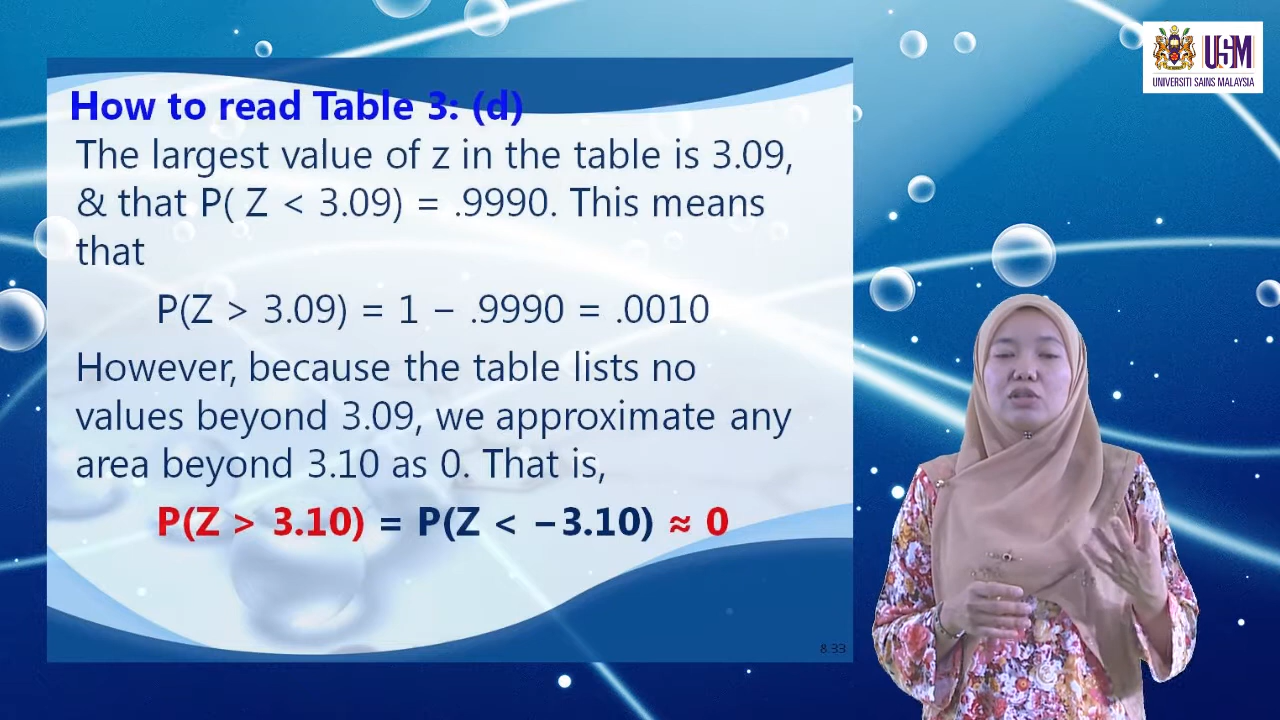 USM
UNIVERSITI SAINS MALAYSIA
How to read Table 3: (d)
The largest value of z in the table is 3.09,
& that P( Z < 3.09) = .9990. This means
that
P(Z > 3.09) = 1 – .9990 = .0010
However, because the table lists no
values beyond 3.09, we approximate any
area beyond 3.10 as 0. That is,
P(Z > 3.10) = P(Z < –3.10) ≈ 0
8.33